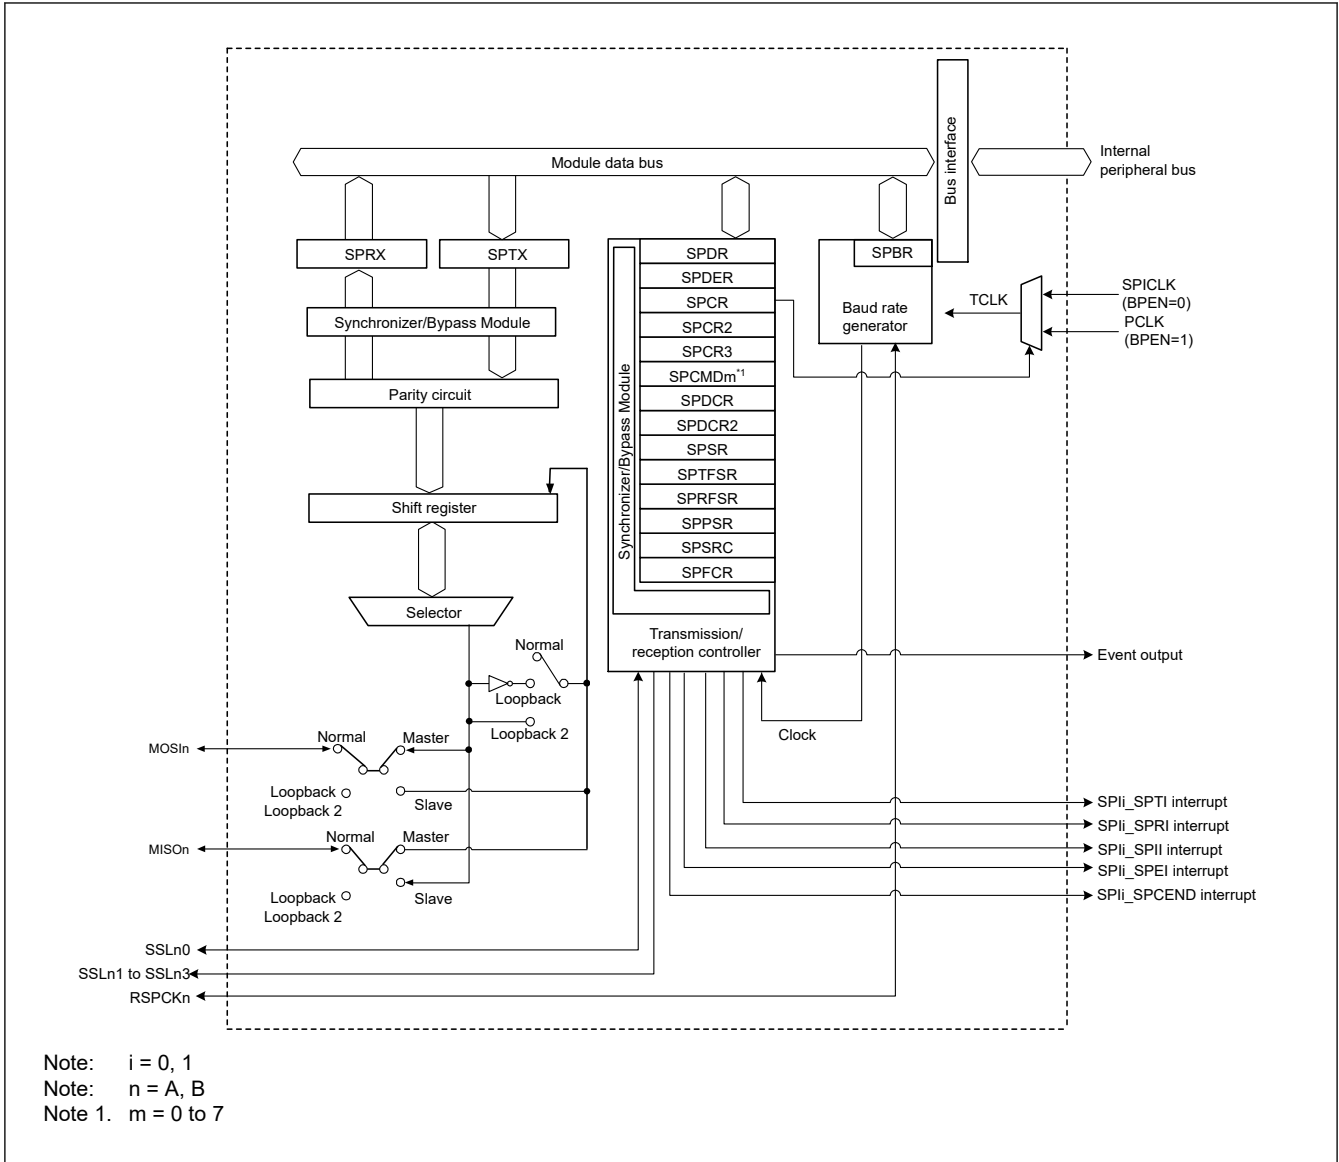 Module data bus
Bus interface
Internal
peripheral bus
SPRX
SPTX
Synchronizer/Bypass Module
Parity circuit
Shift register
Selector
Synchronizer/Bypass Module
SPDR
SPDER
SPCR
SPCR2
SPCR3
SPCMDm*1
SPDCR
SPDCR2
SPSR
SPTFSR
SPRFSR
SPPSR
SPSRC
SPFCR
Transmission/
reception controller
SPBR
Baud rate
generator
TCLK
SPICLK
(BPEN=0)
PCLK
(BPEN=1)
Normal
Loopback
Loopback 2
Clock
Event output
MOSIn
Normal
Master
Loopback
Loopback 2
Slave
MISOn
Normal
Master
Loopback
Loopback 2
Slave
SPIi_SPTI interrupt
SPIi_SPRI interrupt
SPIi_SPII interrupt
SPIi_SPEI interrupt
SPIi_SPCEND interrupt
SSLn0
SSLn1 to SSLn3
RSPCKn
Note: i = 0, 1
Note: n = A, B
Note 1. m = 0 to 7